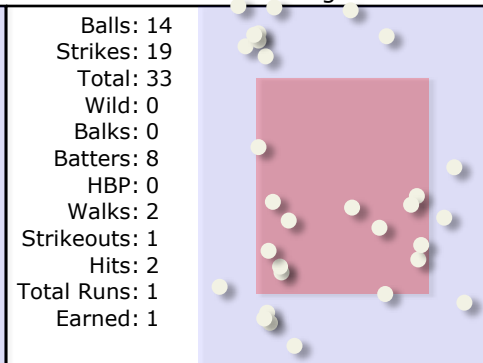 Balls: 14
Strikes: 19
Total: 33
Wild: 0
Balks: 0
Batters: 8
HBP: 0
Walks: 2
Strikeouts: 1
Hits: 2
Total Runs: 1
Earned: 1